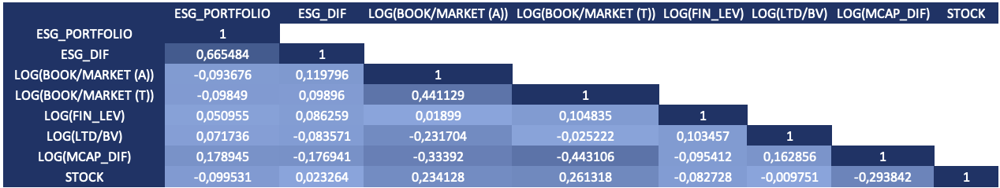 ESG_PORTFOLIO ESG_DIF LOG(BOOK/MARKET (A)) LOG(BOOK/MARKET (T)) LOG(FIN_LEV) LOG(LTD/BV) LOG(MCAP_DIF) STOCK
ESG_PORTFOLIO 1
ESG_DIF 0,665484 1
LOG(BOOK/MARKET (A)) -0,093676 0,119796 1
LOG(BOOK/MARKET (T)) -0,09849 0,09896 0,441129 1
LOG(FIN_LEV) 0,050955 0,086259 0,01899 0,104835 1
LOG(LTD/BV) 0,071736 -0,083571 -0,231704 -0,025222 0,103457 1
LOG(MCAP_DIF) 0,178945 -0,176941 -0,33392 -0,443106 -0,095412 0,162856 1
STOCK -0,099531 0,023264 0,234128 0,261318 -0,082728 -0,009751 -0,293842 1